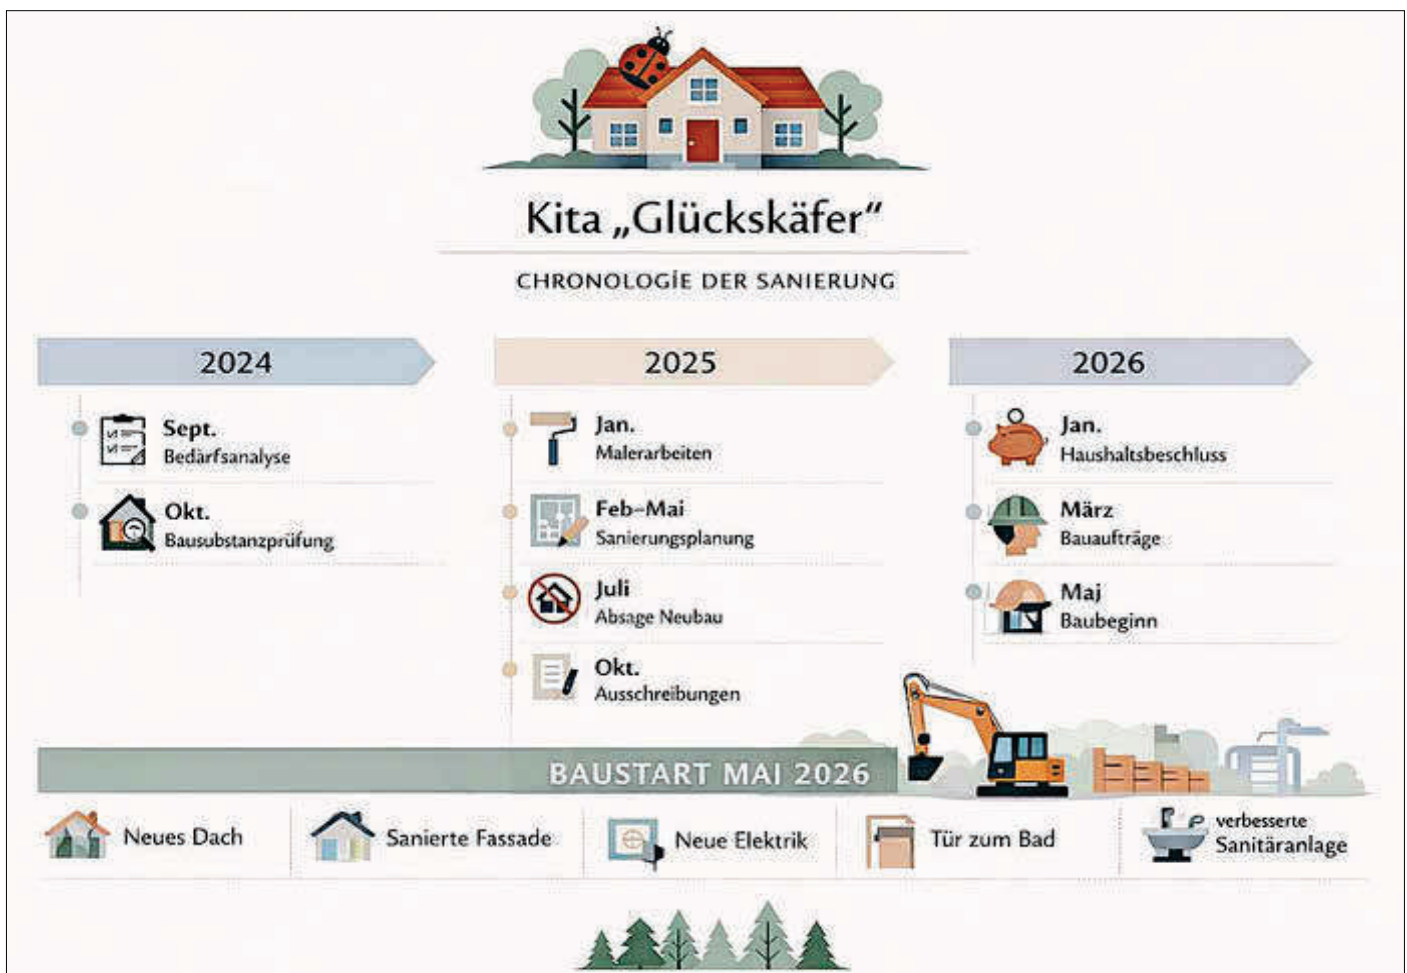 Kita „Glückskäfer“
CHRONOLOGİE DER SANIERUNG
2024
Sept.
Bedärfsanalyse
Okt.
Bausubstanzprüfung
2025
Jan.
Malerarbeiten
Feb–Mai
Sanierungsplanung
Juli
Absage Neubau
Okt.
Ausschreibungen
2026
Jan.
Haushaltsbeschluss
März
Bauaufträge
Maj
Baubeginn
BAUSTART MAI 2026
Neues Dach
Sanierte Fassade
Neue Elektrik
Tür zum Bad
verbesserte
Sanitäranlage